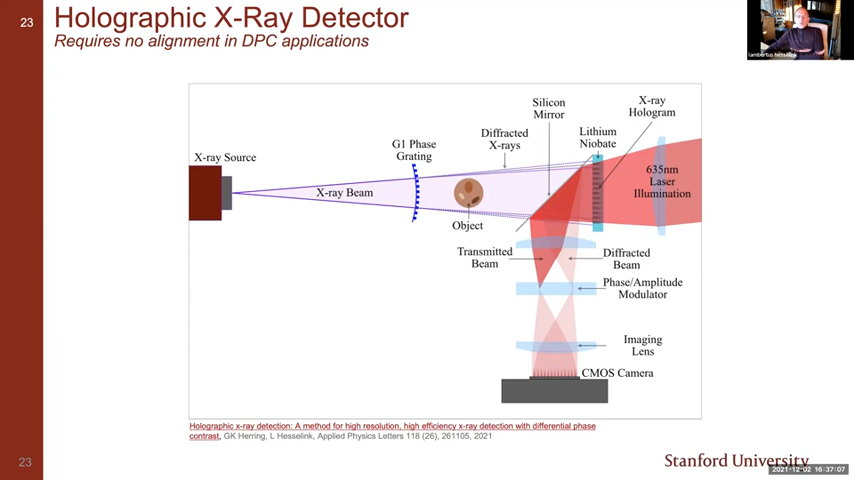 23
Holographic X-Ray Detector
Requires no alignment in DPC applications
lambertus hesselink
Silicon
Mirror
X-ray
Hologram
Diffracted
X-rays
Lithium
Niobate
G1 Phase
Grating
X-ray Source
635nm
Laser
Illumination
X-ray Beam
Object
Transmitted
Beam
Diffracted
Beam
Phase/Amplitude
Modulator
Imaging
Lens
CMOS Camera
Holographic x-ray detection: A method for high resolution, high efficiency x-ray detection with differential phase
contrast, GK Herring, L Hesselink, Applied Physics Letters 118 (26), 261105, 2021
23
Stanford University
2021-12-02 16:37:07